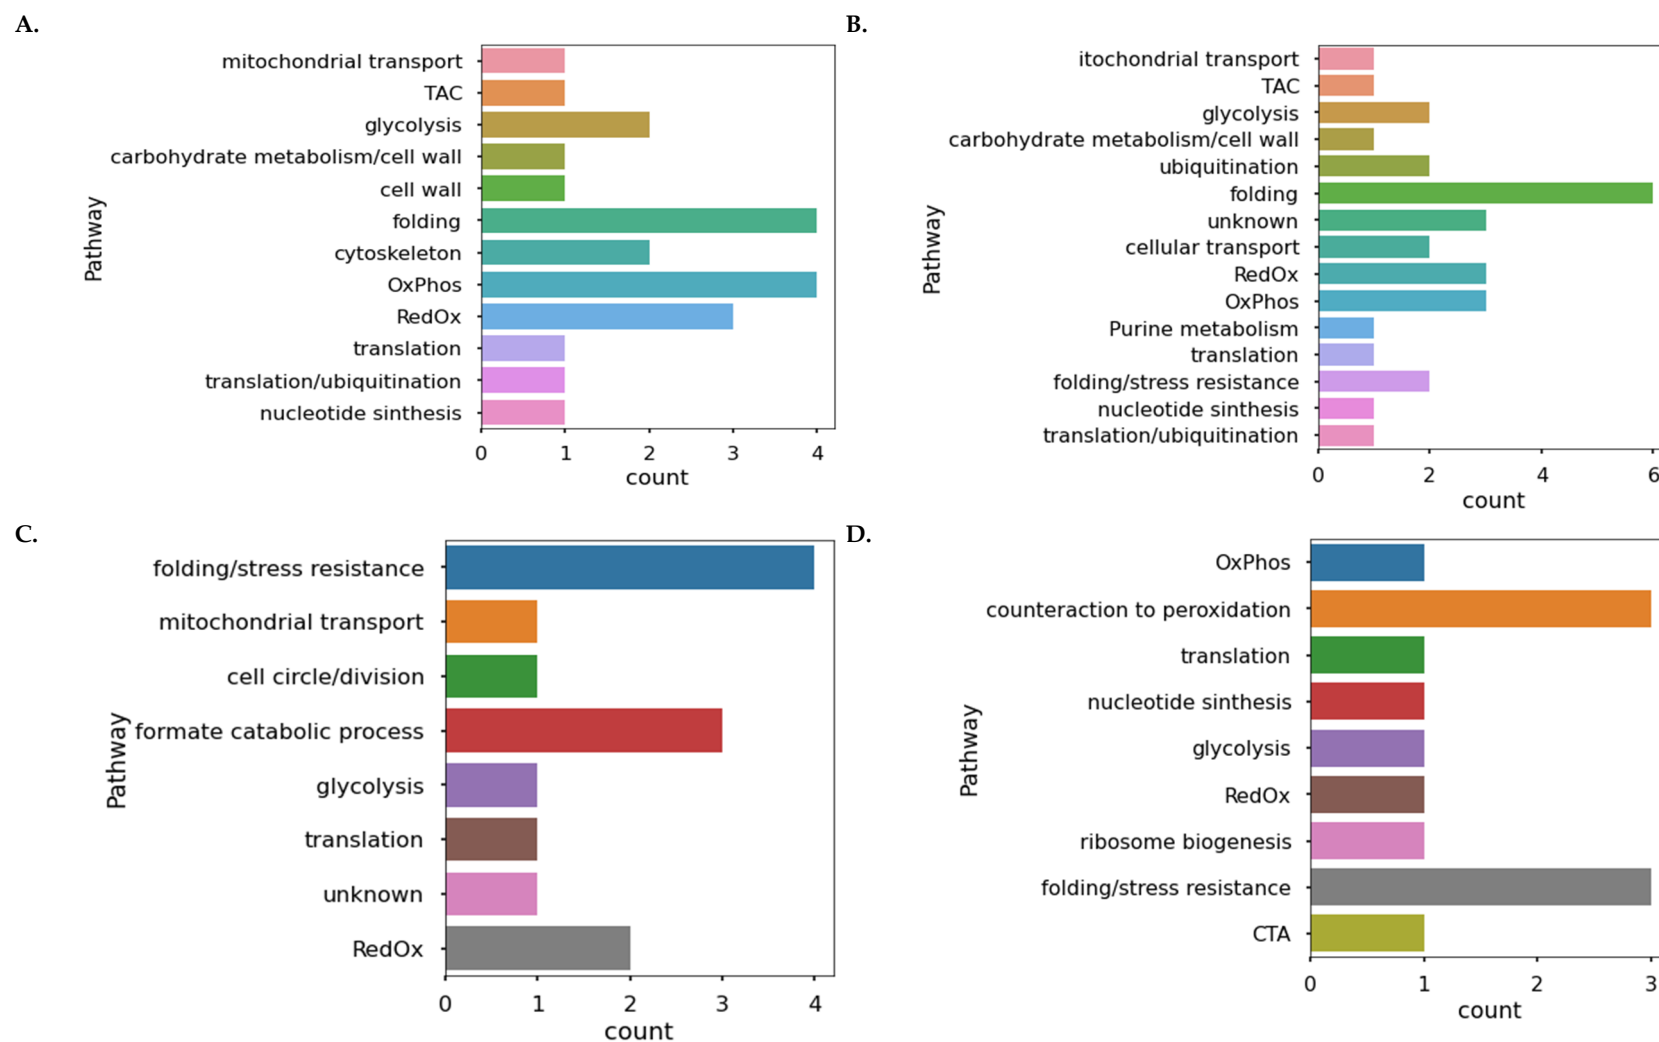 A.
mitochondrial transport
TAC
glycolysis
carbohydrate metabolism/cell wall
cell wall
folding
cytoskeleton
OxPhos
RedOx
translation
translation/ubiquitination
nucleotide sinthesis
Pathway
0 1 2 3 4
count
B.
itochondrial transport
TAC
glycolysis
carbohydrate metabolism/cell wall
ubiquitination
folding
unknown
cellular transport
RedOx
OxPhos
Purine metabolism
translation
folding/stress resistance
nucleotide sinthesis
translation/ubiquitination
Pathway
0 2 4 6
count
C.
folding/stress resistance
mitochondrial transport
cell circle/division
formate catabolic process
glycolysis
translation
unknown
RedOx
Pathway
0 1 2 3 4
count
D.
OxPhos
counteraction to peroxidation
translation
nucleotide sinthesis
glycolysis
RedOx
ribosome biogenesis
folding/stress resistance
CTA
Pathway
0 1 2 3
count